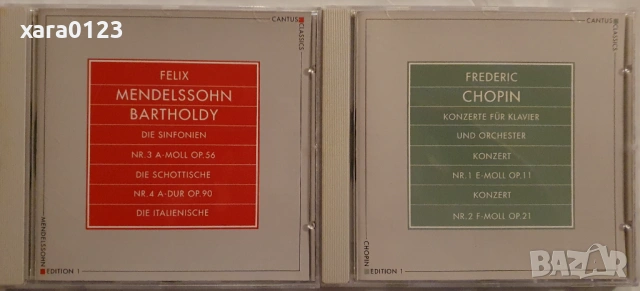 xara0123
CANTUS CLASSICS
FELIX
MENDELSSOHN
BARTHOLDY
DIE SINFONIEN
NR.3 A-MOLL OP.56
DIE SCHOTTISCHE
NR.4 A-DUR OP.90
DIE ITALIENISCHE
MENDELSSOHN EDITION 1
CANTUS CLASSICS
FREDERIC
CHOPIN
KONZERTE FÜR KLAVIER
UND ORCHESTER
KONZERT
NR.1 E-MOLL OP.11
KONZERT
NR.2 F-MOLL OP.21
CHOPIN EDITION 1
BAZAR